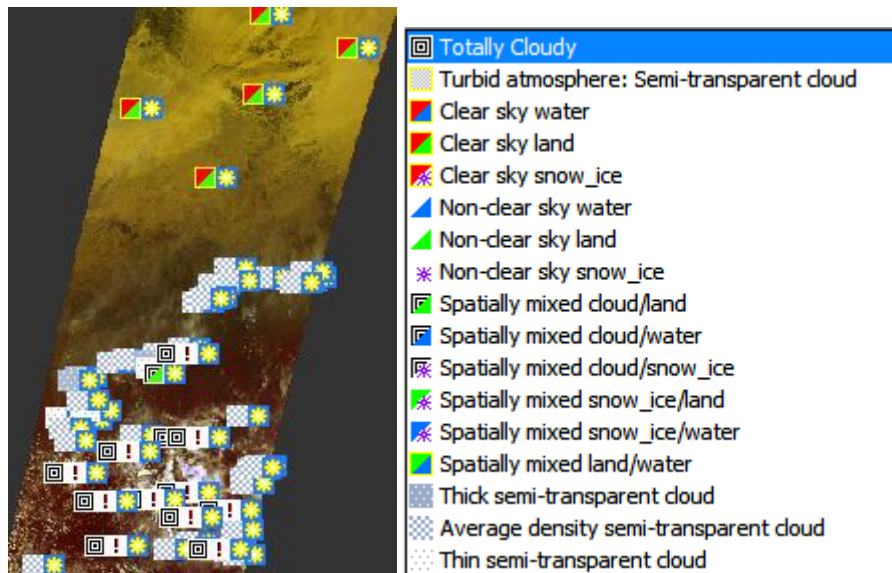 Totally Cloudy
Turbid atmosphere: Semi-transparent cloud
Clear sky water
Clear sky land
Clear sky snow_ice
Non-clear sky water
Non-clear sky land
Non-clear sky snow_ice
Spatially mixed cloud/land
Spatially mixed cloud/water
Spatially mixed cloud/snow_ice
Spatially mixed snow_ice/land
Spatially mixed snow_ice/water
Spatially mixed land/water
Thick semi-transparent cloud
Average density semi-transparent cloud
Thin semi-transparent cloud